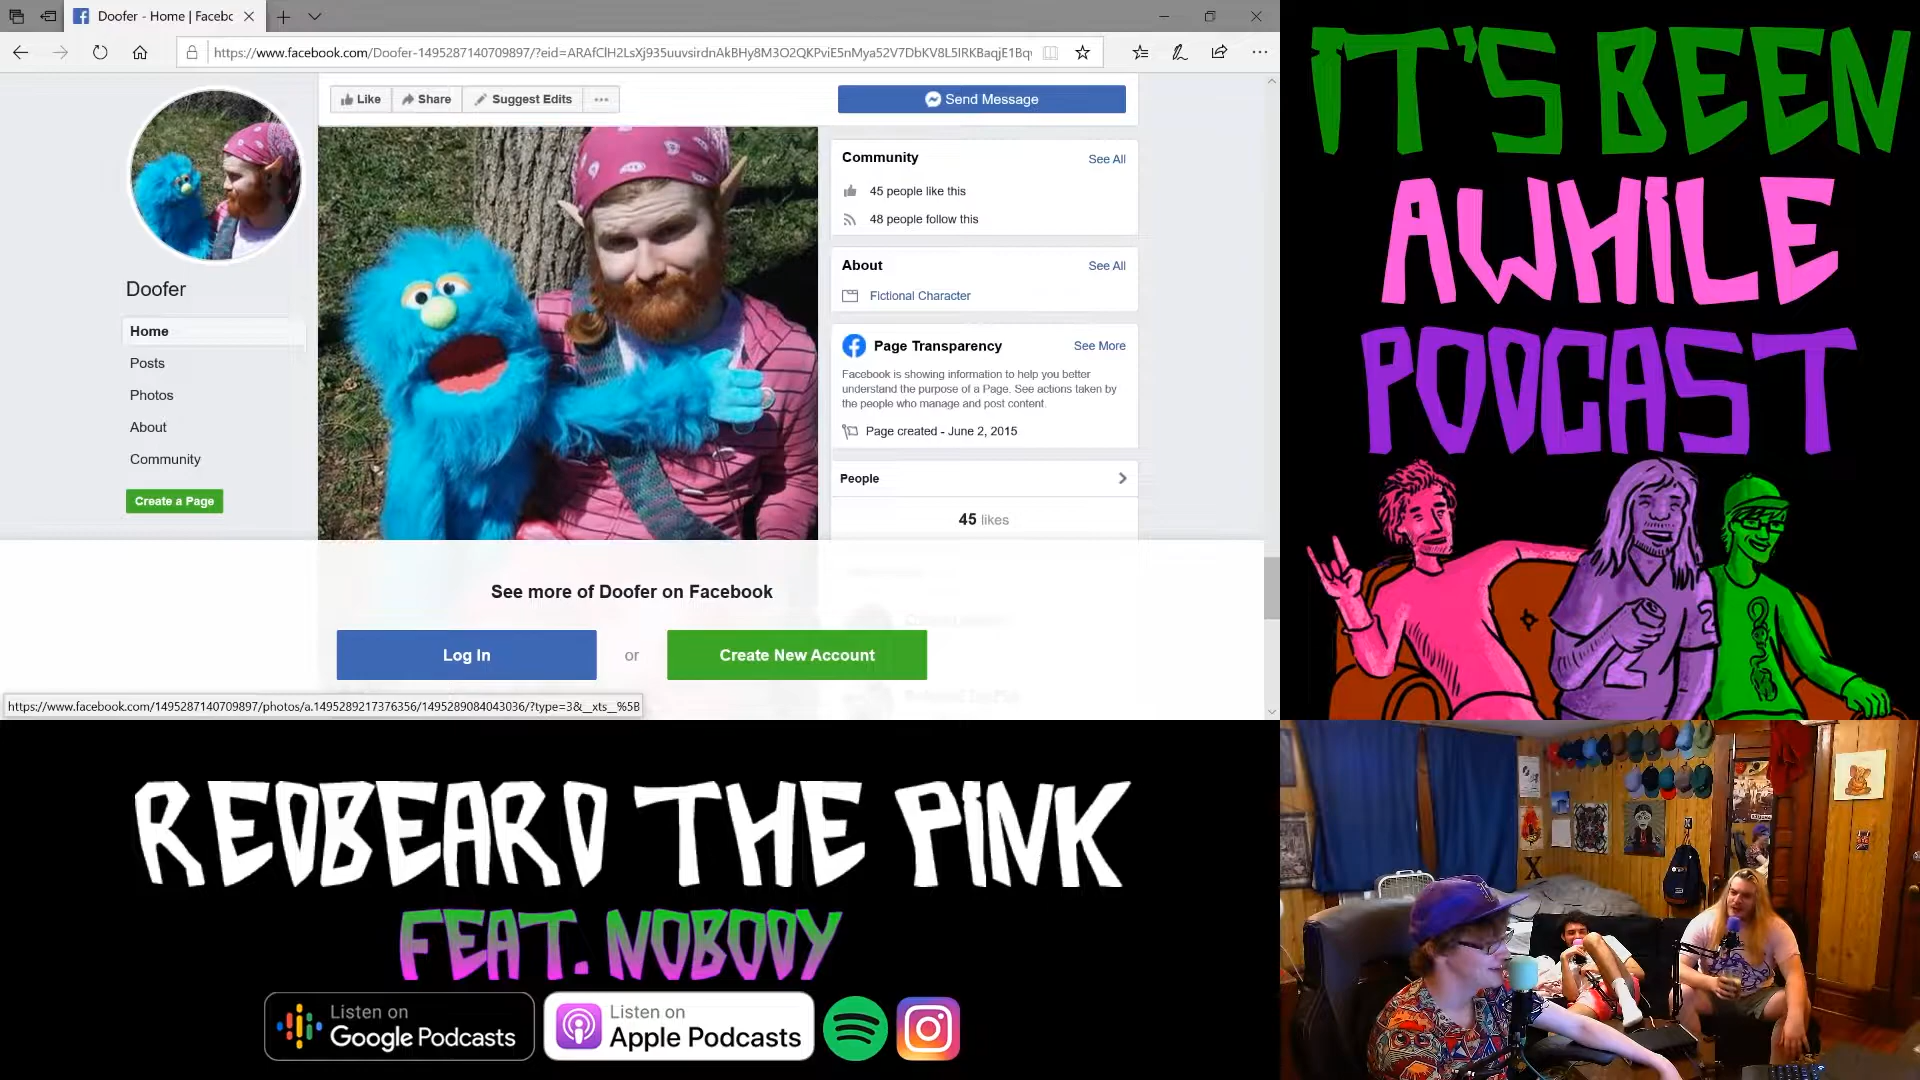 Doofer - Home | Facebc
https://www.facebook.com/Doofer-1495287140709897/?eid=ARAfClH2LsXj935uuvsirdnAkBHy8M3O2QKPviE5nMya52V7DbKV8L5IRKBaqjE1Bq
Like
Share
Suggest Edits
Send Message
Doofer
Home
Posts
Photos
About
Community
Create a Page
Community
See All
45 people like this
48 people follow this
About
See All
Fictional Character
Page Transparency
See More
Facebook is showing information to help you better
understand the purpose of a Page. See actions taken by
the people who manage and post content.
Page created - June 2, 2015
People
45 likes
See more of Doofer on Facebook
Log In
or
Create New Account
https://www.facebook.com/1495287140709897/photos/a.1495289217376356/1495289084043036/?type=3&__xts__%5B
IT'S BEEN
AWHILE
PODCAST
REDBEARD THE PINK
FEAT. NOBODY
Listen on
Google Podcasts
Listen on
Apple Podcasts
X